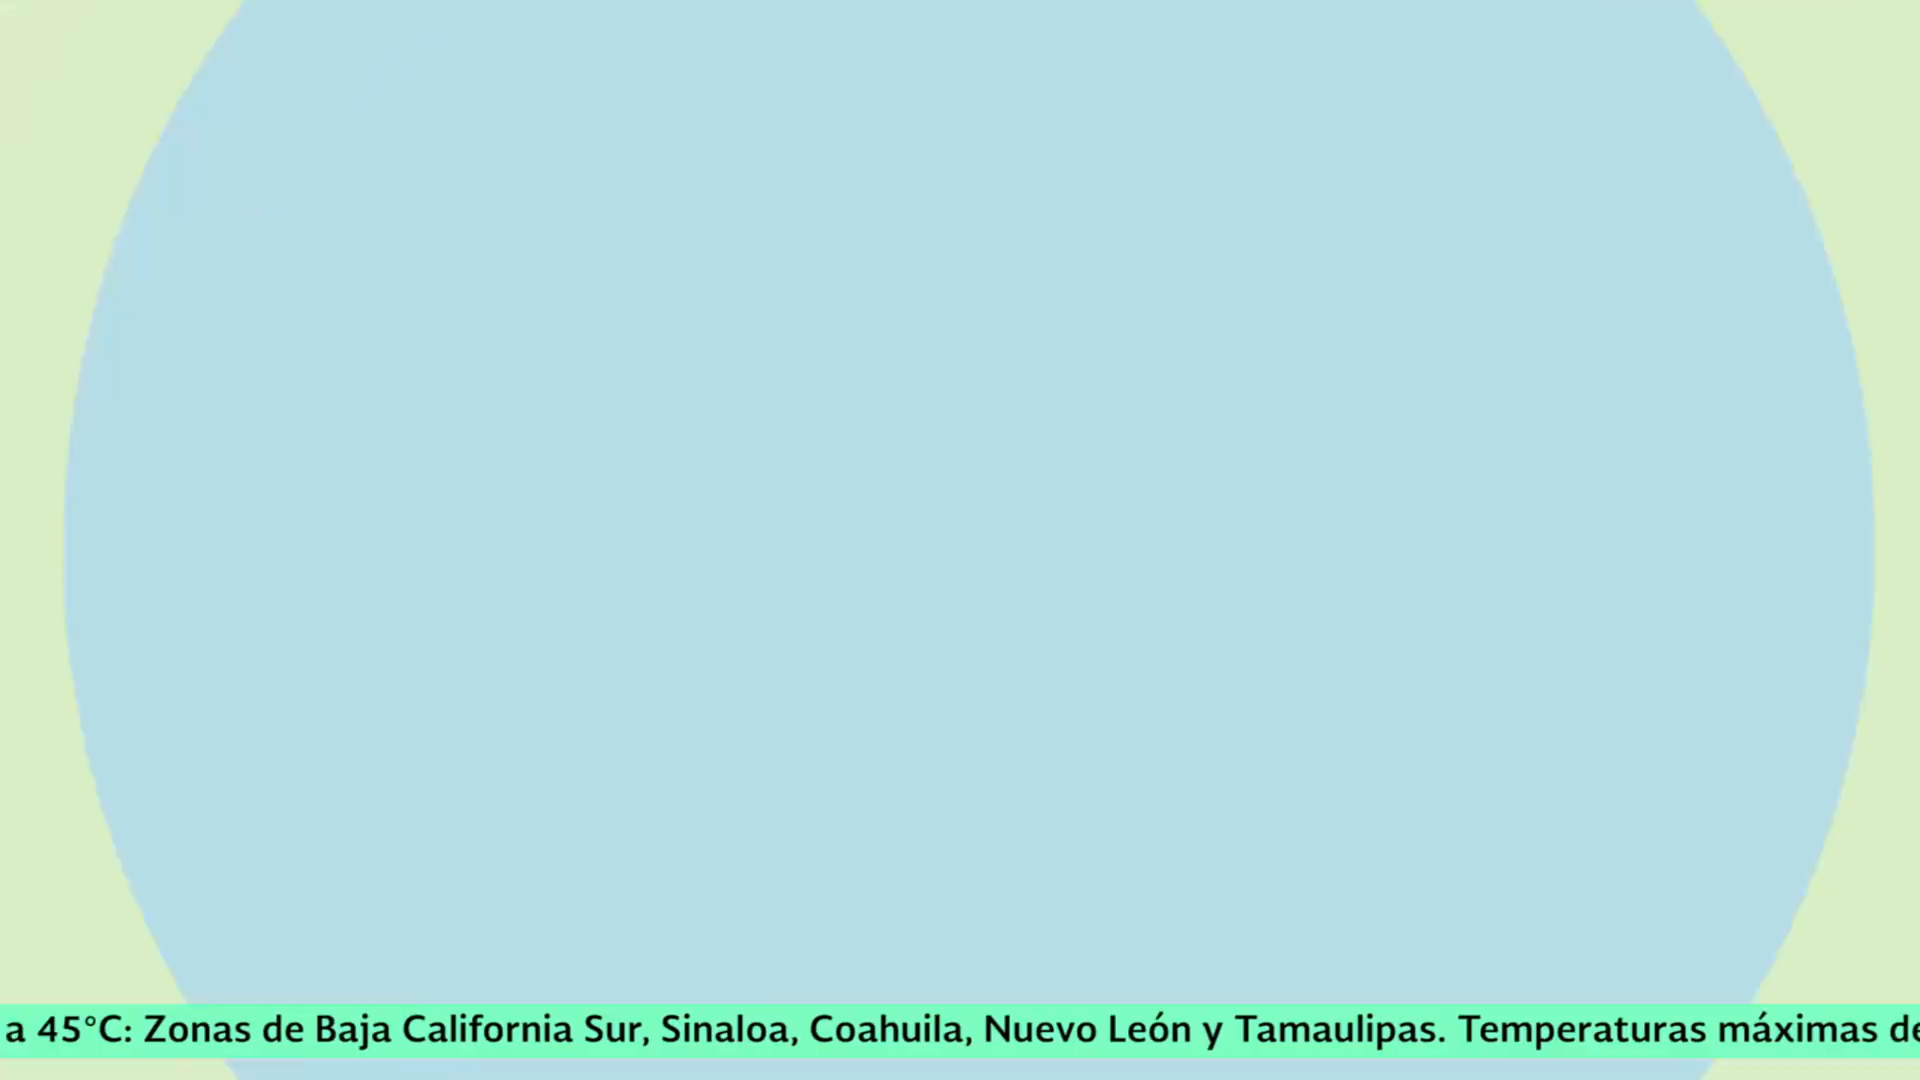 a 45°C: Zonas de Baja California Sur, Sinaloa, Coahuila, Nuevo León y Tamaulipas. Temperaturas máximas de